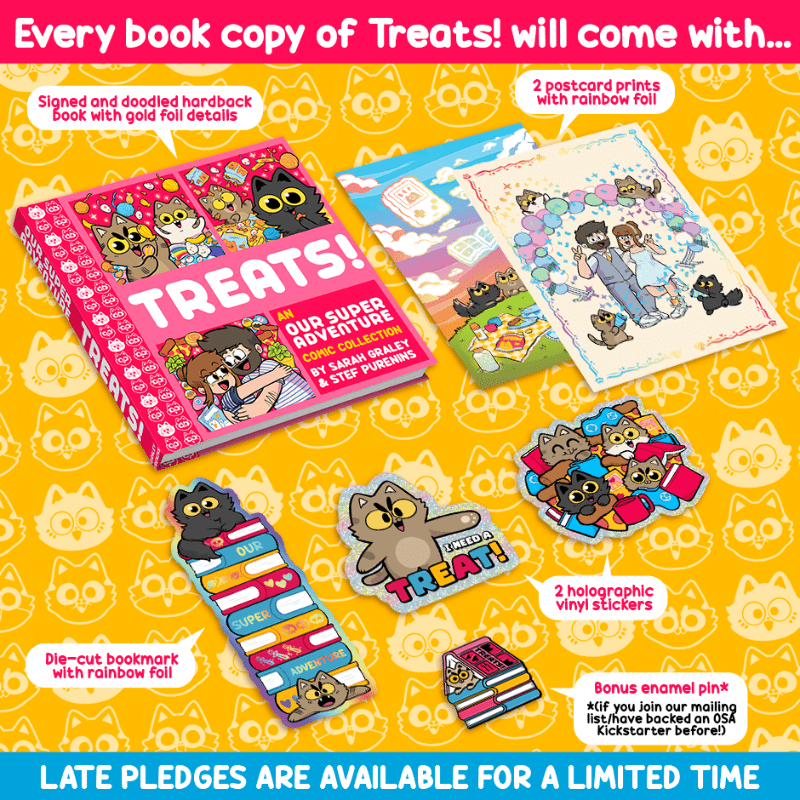 Every book copy of Treats! will come with...
Signed and doodled hardback
book with gold foil details
2 postcard prints
with rainbow foil
OUR SUPER
ADVENTURE
TREATS!
TREATS!
AN
OUR SUPER
ADVENTURE
COMIC COLLECTION
BY SARAH GRALEY
& STEF PURENINS
OUR
SUPER
ADVENTURE
I NEED A
TREAT!
2 holographic
vinyl stickers
Die-cut bookmark
with rainbow foil
Bonus enamel pin*
*(if you join our mailing
list/have backed an OSA
Kickstarter before!)
LATE PLEDGES ARE AVAILABLE FOR A LIMITED TIME